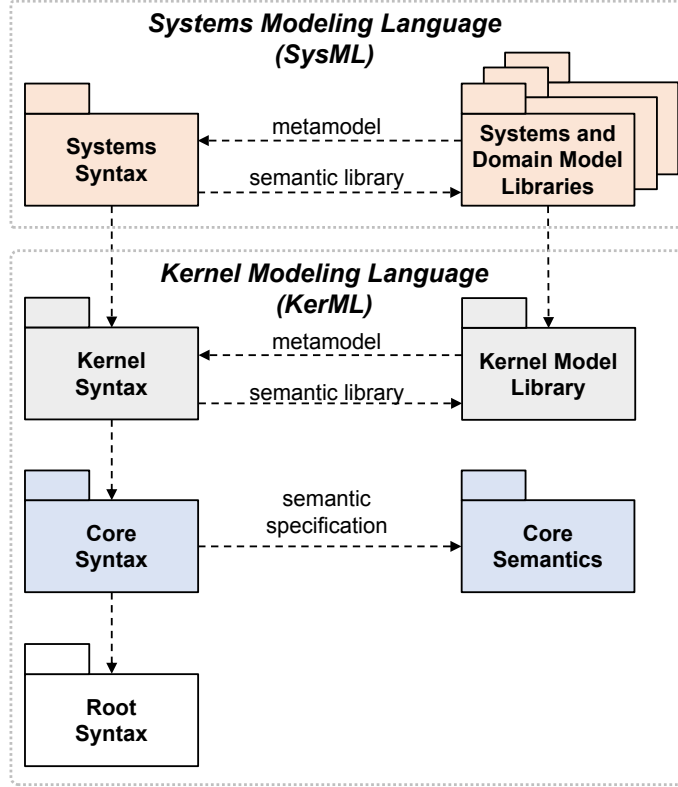 Systems Modeling Language
(SysML)
Systems
Syntax
metamodel
semantic library
Systems and
Domain Model
Libraries
Kernel Modeling Language
(KerML)
Kernel
Syntax
metamodel
semantic library
Kernel Model
Library
Core
Syntax
semantic
specification
Core
Semantics
Root
Syntax